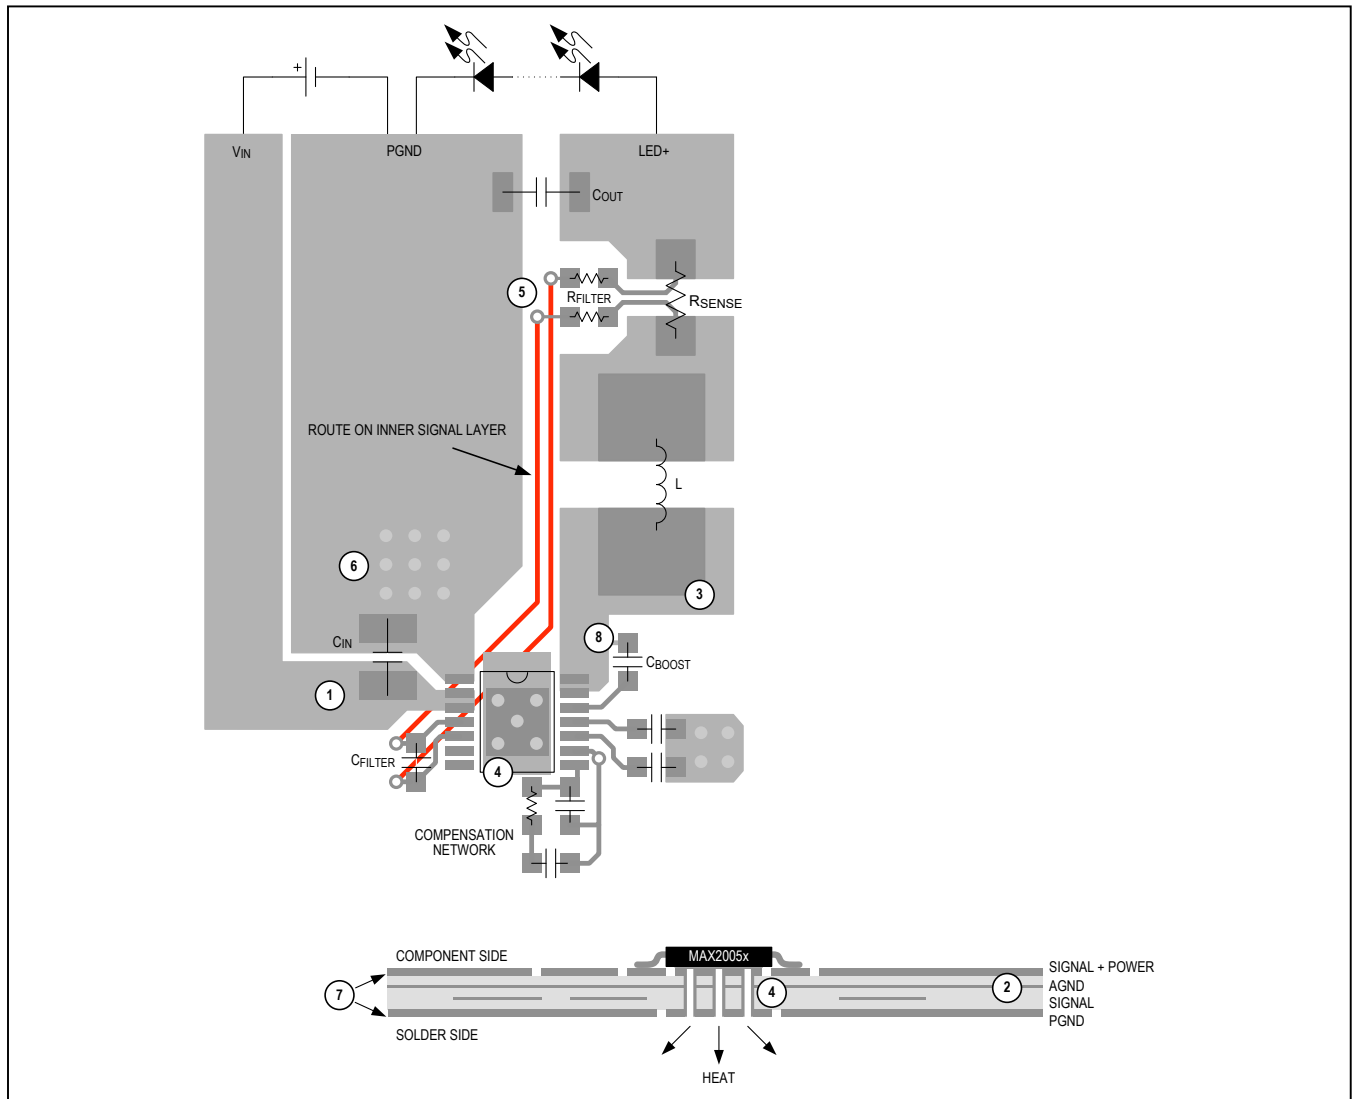 +
VIN
PGND
LED+
COUT
5
RFILTER
RSENSE
ROUTE ON INNER SIGNAL LAYER
L
6
3
CIN
8
CBOOST
1
CFILTER
4
COMPENSATION
NETWORK
COMPONENT SIDE
MAX2005x
SIGNAL + POWER
7
4
2
AGND
SIGNAL
PGND
SOLDER SIDE
HEAT